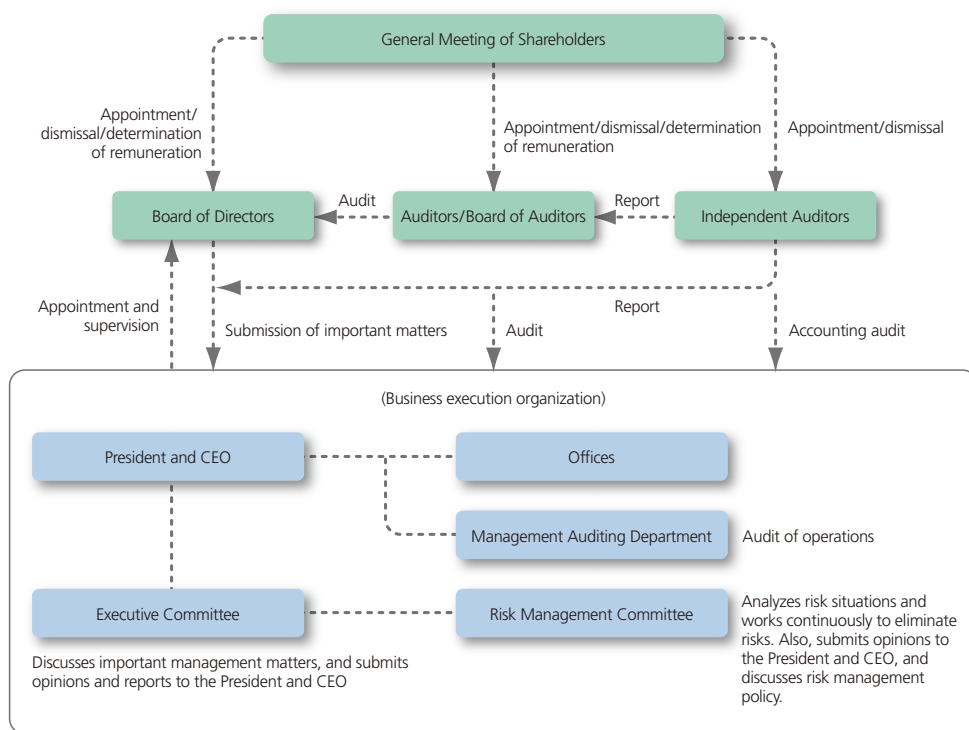 General Meeting of Shareholders
Appointment/
dismissal/determination
of remuneration
Appointment/dismissal/determination
of remuneration
Appointment/dismissal
Board of Directors
Audit
Auditors/Board of Auditors
Report
Independent Auditors
Appointment and
supervision
Submission of important matters
Audit
Report
Accounting audit
(Business execution organization)
President and CEO
Offices
Management Auditing Department
Audit of operations
Executive Committee
Risk Management Committee
Discusses important management matters, and submits
opinions and reports to the President and CEO
Analyzes risk situations and
works continuously to eliminate
risks. Also, submits opinions to
the President and CEO, and
discusses risk management
policy.